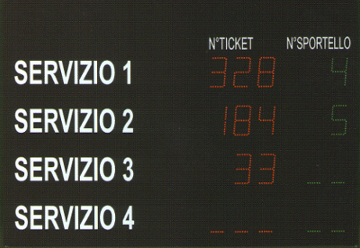 N°TICKET N°SPORTELLO
SERVIZIO 1 328 4
SERVIZIO 2 184 5
SERVIZIO 3 33 _ _
SERVIZIO 4 _ _ _ _ _